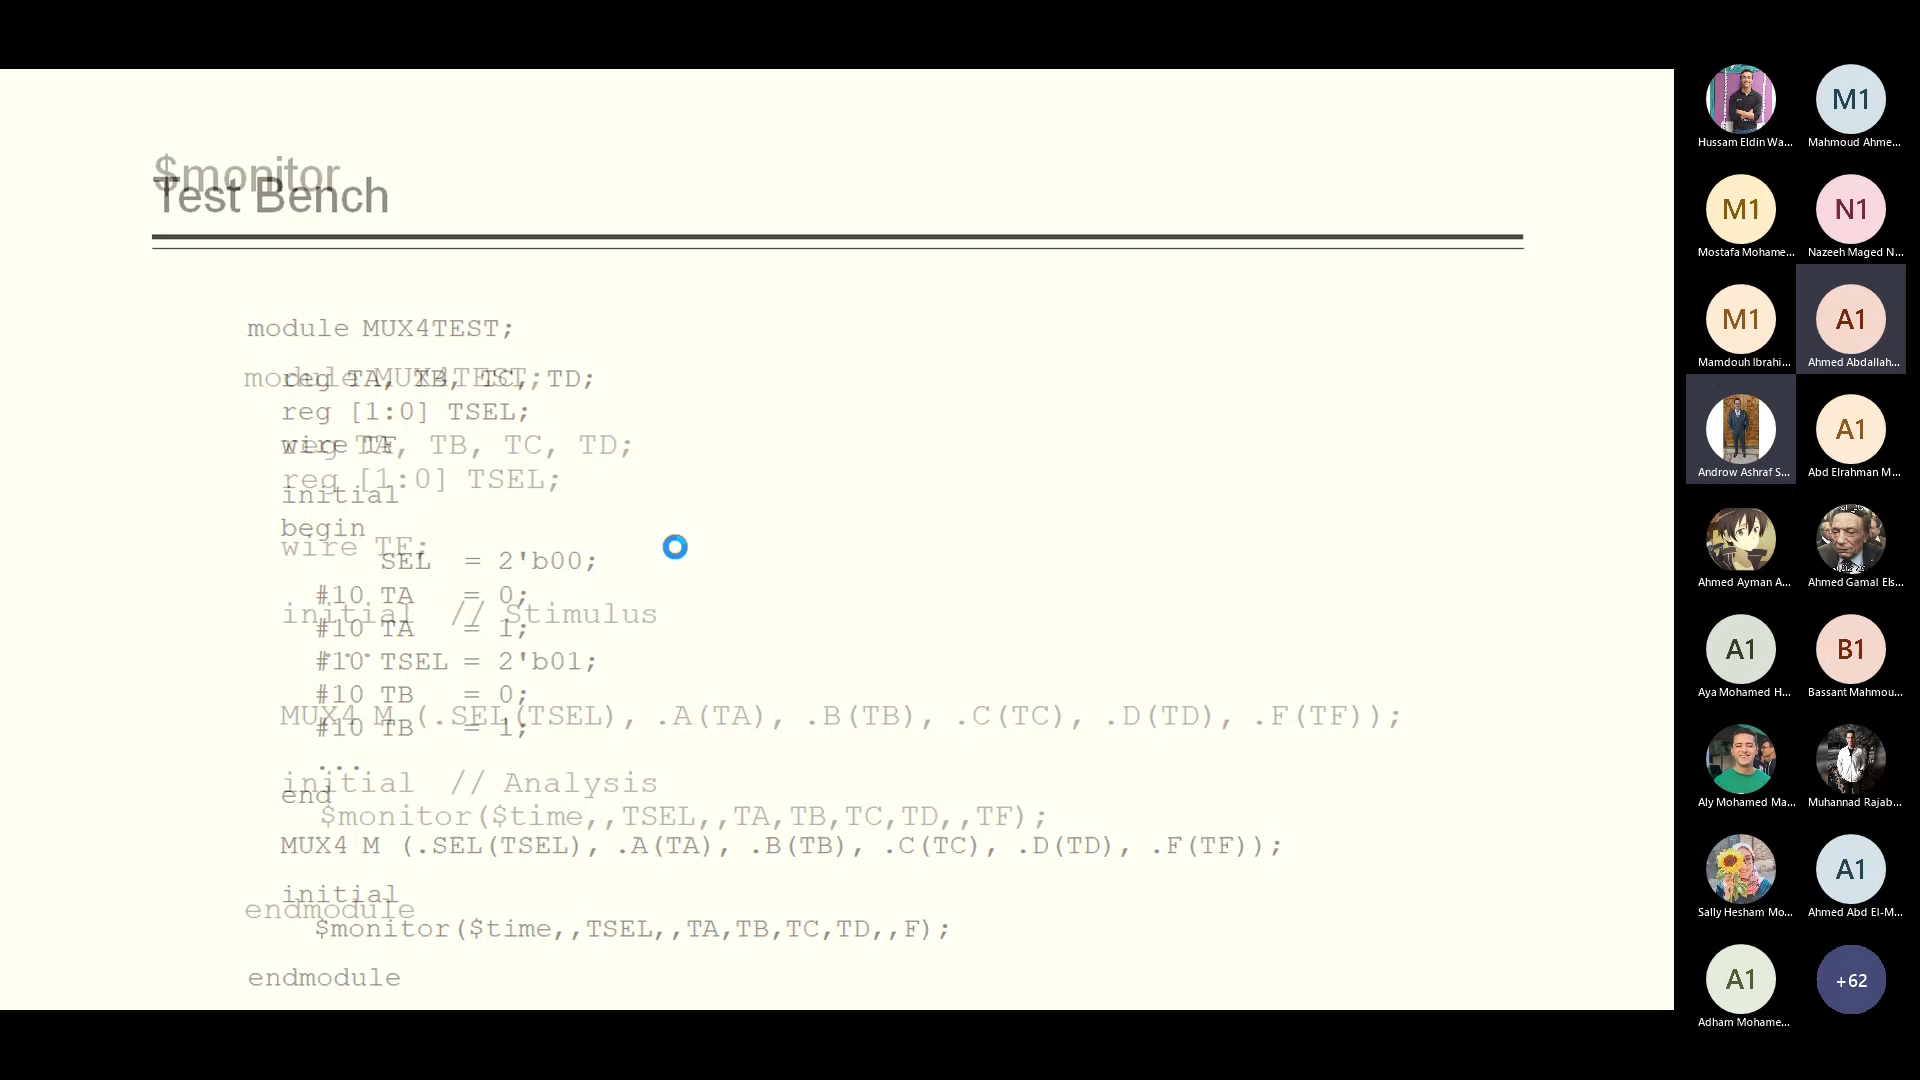 $monitor
Test Bench
module MUX4TEST;
reg TA, TB, TC, TD;
reg [1:0] TSEL;
wire TF
initial
begin
SEL = 2'b00;
#10 TA = 0;
#10 TA = 1;
#10 TSEL = 2'b01;
#10 TB = 0;
#10 TB = 1;
...
end
MUX4 M (.SEL(TSEL), .A(TA), .B(TB), .C(TC), .D(TD), .F(TF));
initial
$monitor($time,,TSEL,,TA,TB,TC,TD,,F);
endmodule
module MUX4TEST;
reg TA, TB, TC, TD;
reg [1:0] TSEL;
wire TF;
initial // Stimulus
...
MUX4 M (.SEL(TSEL), .A(TA), .B(TB), .C(TC), .D(TD), .F(TF));
initial // Analysis
$monitor($time,,TSEL,,TA,TB,TC,TD,,TF);
endmodule
M1
Hussam Eldin Wa...
Mahmoud Ahme...
M1
N1
Mostafa Mohame...
Nazeeh Maged N...
M1
A1
Mamdouh Ibrahi...
Ahmed Abdallah...
A1
Androw Ashraf S...
Abd Elrahman M...
Ahmed Ayman A...
Ahmed Gamal Els...
A1
B1
Aya Mohamed H...
Bassant Mahmou...
Aly Mohamed Ma...
Muhannad Rajab...
A1
Sally Hesham Mo...
Ahmed Abd El-M...
A1
+62
Adham Mohame...